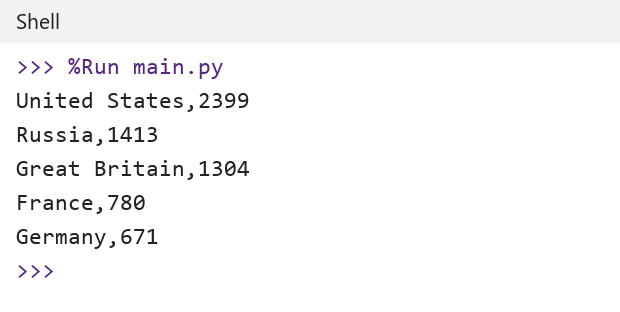 Shell
>>> %Run main.py
United States,2399
Russia,1413
Great Britain,1304
France,780
Germany,671
>>>